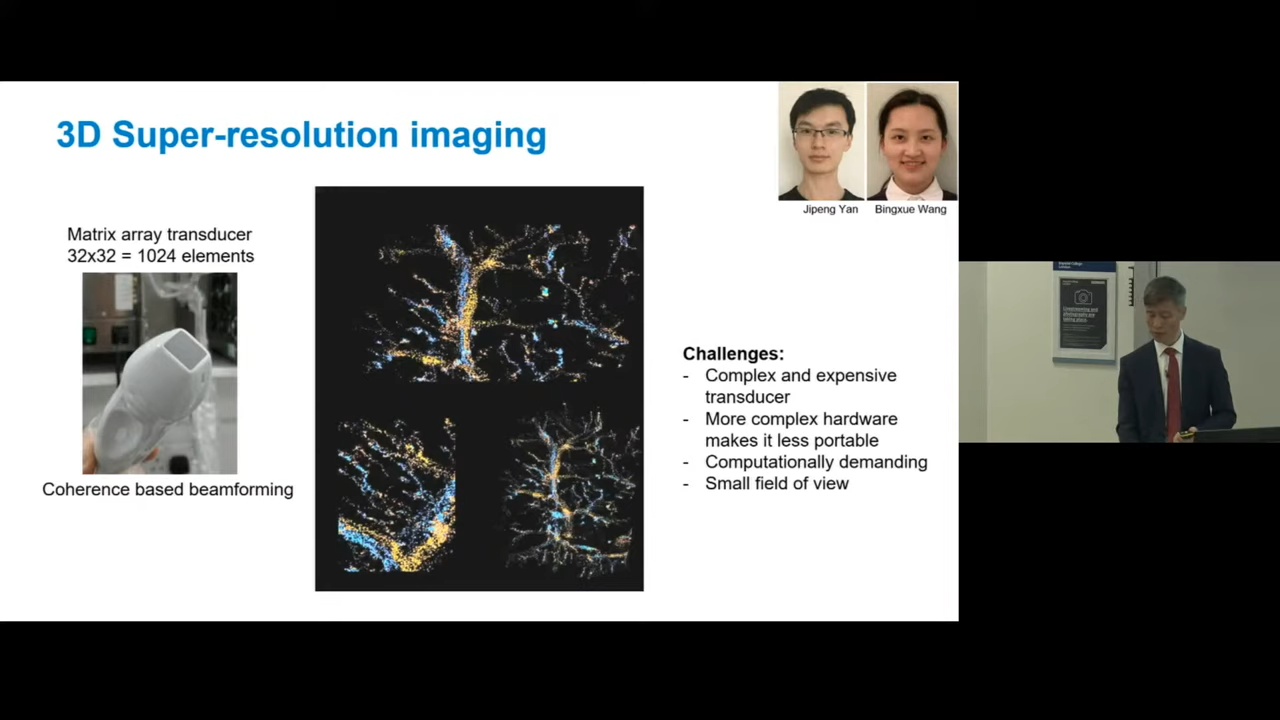 3D Super-resolution imaging
Jipeng Yan
Bingxue Wang
Matrix array transducer
32x32 = 1024 elements
Coherence based beamforming
Challenges:
- Complex and expensive
transducer
- More complex hardware
makes it less portable
- Computationally demanding
- Small field of view